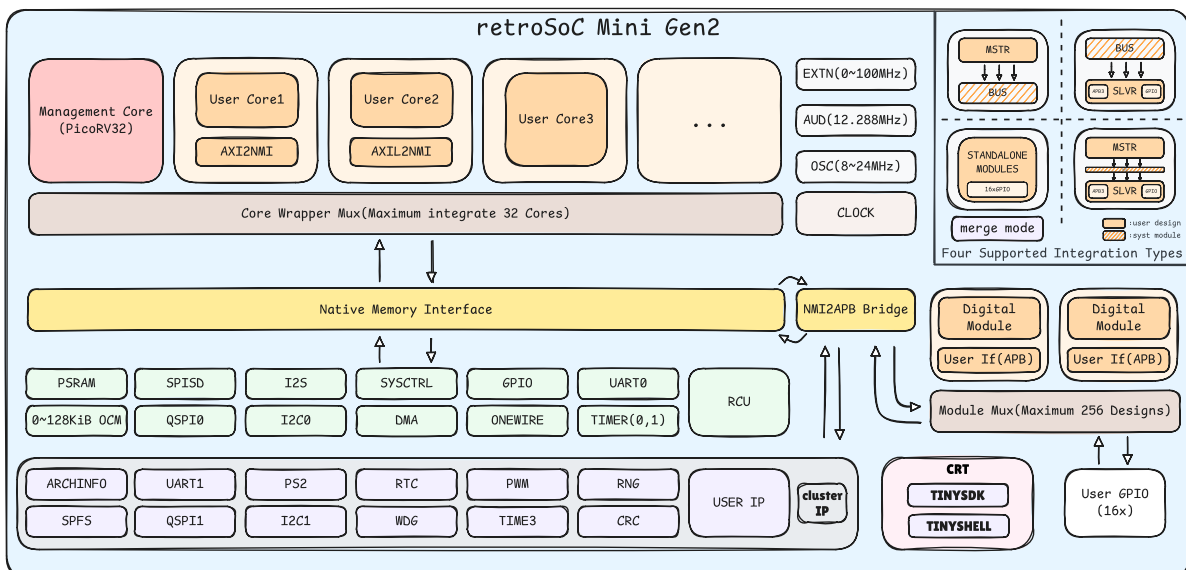 retroSoC Mini Gen2
Management Core
(PicoRV32)
User Core1
AXI2NMI
User Core2
AXIL2NMI
User Core3
...
EXTN(0~100MHz)
AUD(12.288MHz)
OSC(8~24MHz)
CLOCK
Core Wrapper Mux(Maximum integrate 32 Cores)
MSTR
BUS
BUS
APB3
SLVR
GPIO
STANDALONE
MODULES
16xGPIO
MSTR
APB3
SLVR
GPIO
merge mode
:user design
:syst module
Four Supported Integration Types
Native Memory Interface
NMI2APB Bridge
Digital
Module
User If(APB)
Digital
Module
User If(APB)
Module Mux(Maximum 256 Designs)
User GPIO
(16x)
PSRAM
SPISD
I2S
SYSCTRL
GPIO
UART0
0~128KiB OCM
QSPI0
I2C0
DMA
ONEWIRE
TIMER(0,1)
RCU
ARCHINFO
UART1
PS2
RTC
PWM
RNG
SPFS
QSPI1
I2C1
WDG
TIME3
CRC
USER IP
cluster
IP
CRT
TINYSDK
TINYSHELL